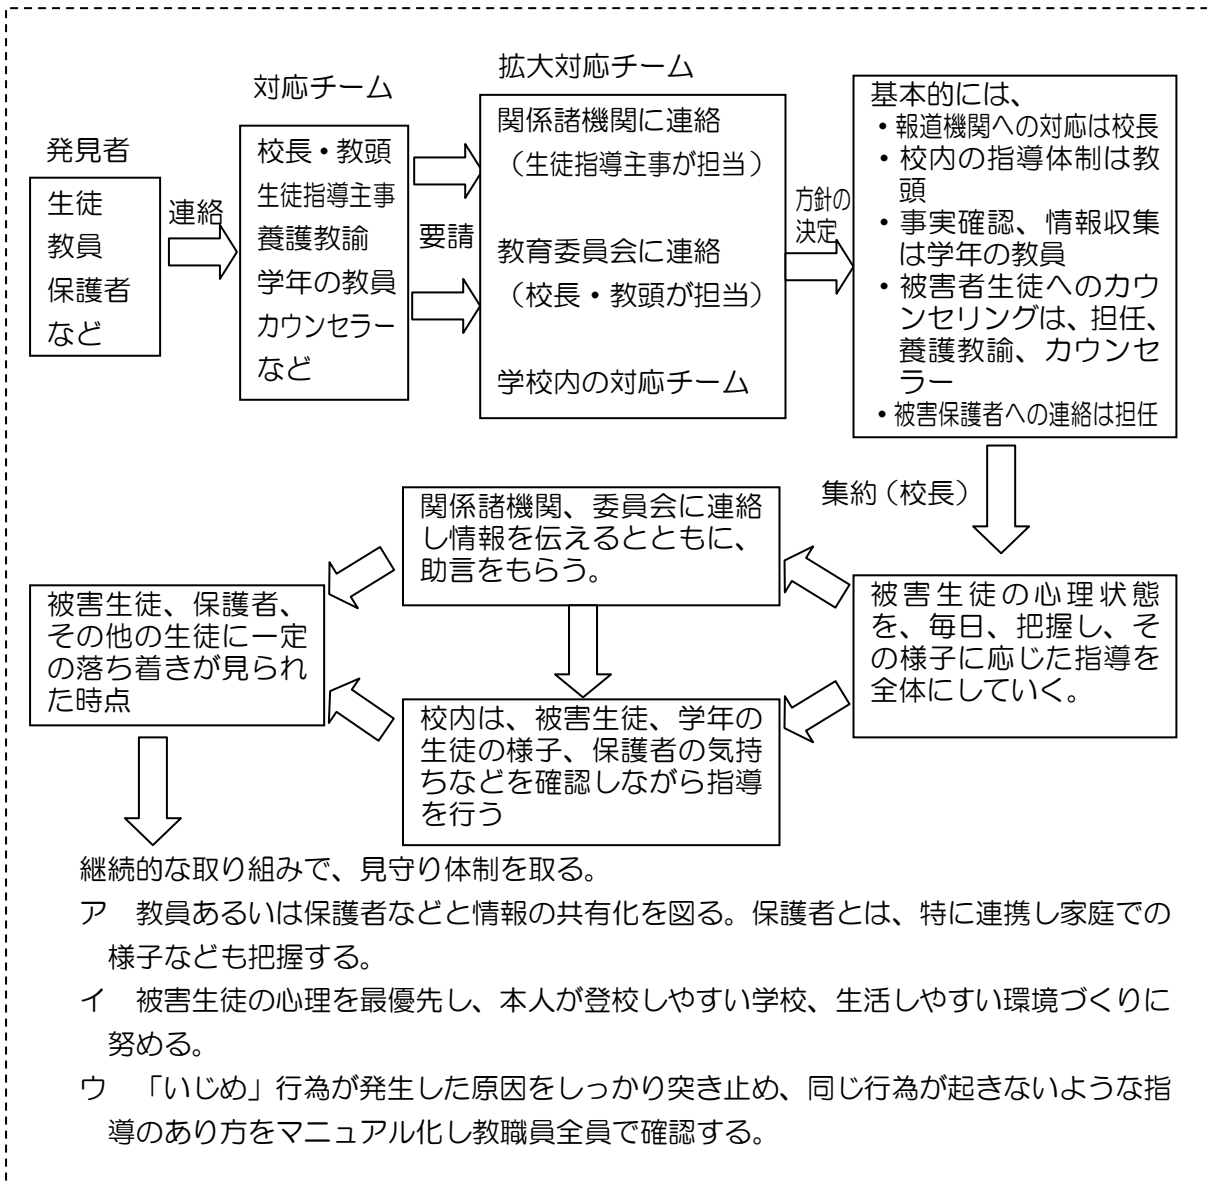 発見者
生徒
教員
保護者
など
連絡
対応チーム
校長・教頭
生徒指導主事
養護教諭
学年の教員
カウンセラー
など
要請
拡大対応チーム
関係諸機関に連絡
（生徒指導主事が担当）
教育委員会に連絡
（校長・教頭が担当）
学校内の対応チーム
方針の
決定
基本的には、
・報道機関への対応は校長
・校内の指導体制は教
頭
・事実確認、情報収集
は学年の教員
・被害者生徒へのカウ
ンセリングは、担任、
養護教諭、カウンセ
ラー
・被害保護者への連絡は担任
集約（校長）
被害生徒の心理状態
を、毎日、把握し、そ
の様子に応じた指導を
全体にしていく。
関係諸機関、委員会に連絡
し情報を伝えるとともに、
助言をもらう。
校内は、被害生徒、学年の
生徒の様子、保護者の気持
ちなどを確認しながら指導
を行う
被害生徒、保護者、
その他の生徒に一定
の落ち着きが見られ
た時点
継続的な取り組みで、見守り体制を取る。
ア　教員あるいは保護者などと情報の共有化を図る。保護者とは、特に連携し家庭での
様子なども把握する。
イ　被害生徒の心理を最優先し、本人が登校しやすい学校、生活しやすい環境づくりに
努める。
ウ　「いじめ」行為が発生した原因をしっかり突き止め、同じ行為が起きないような指
導のあり方をマニュアル化し教職員全員で確認する。